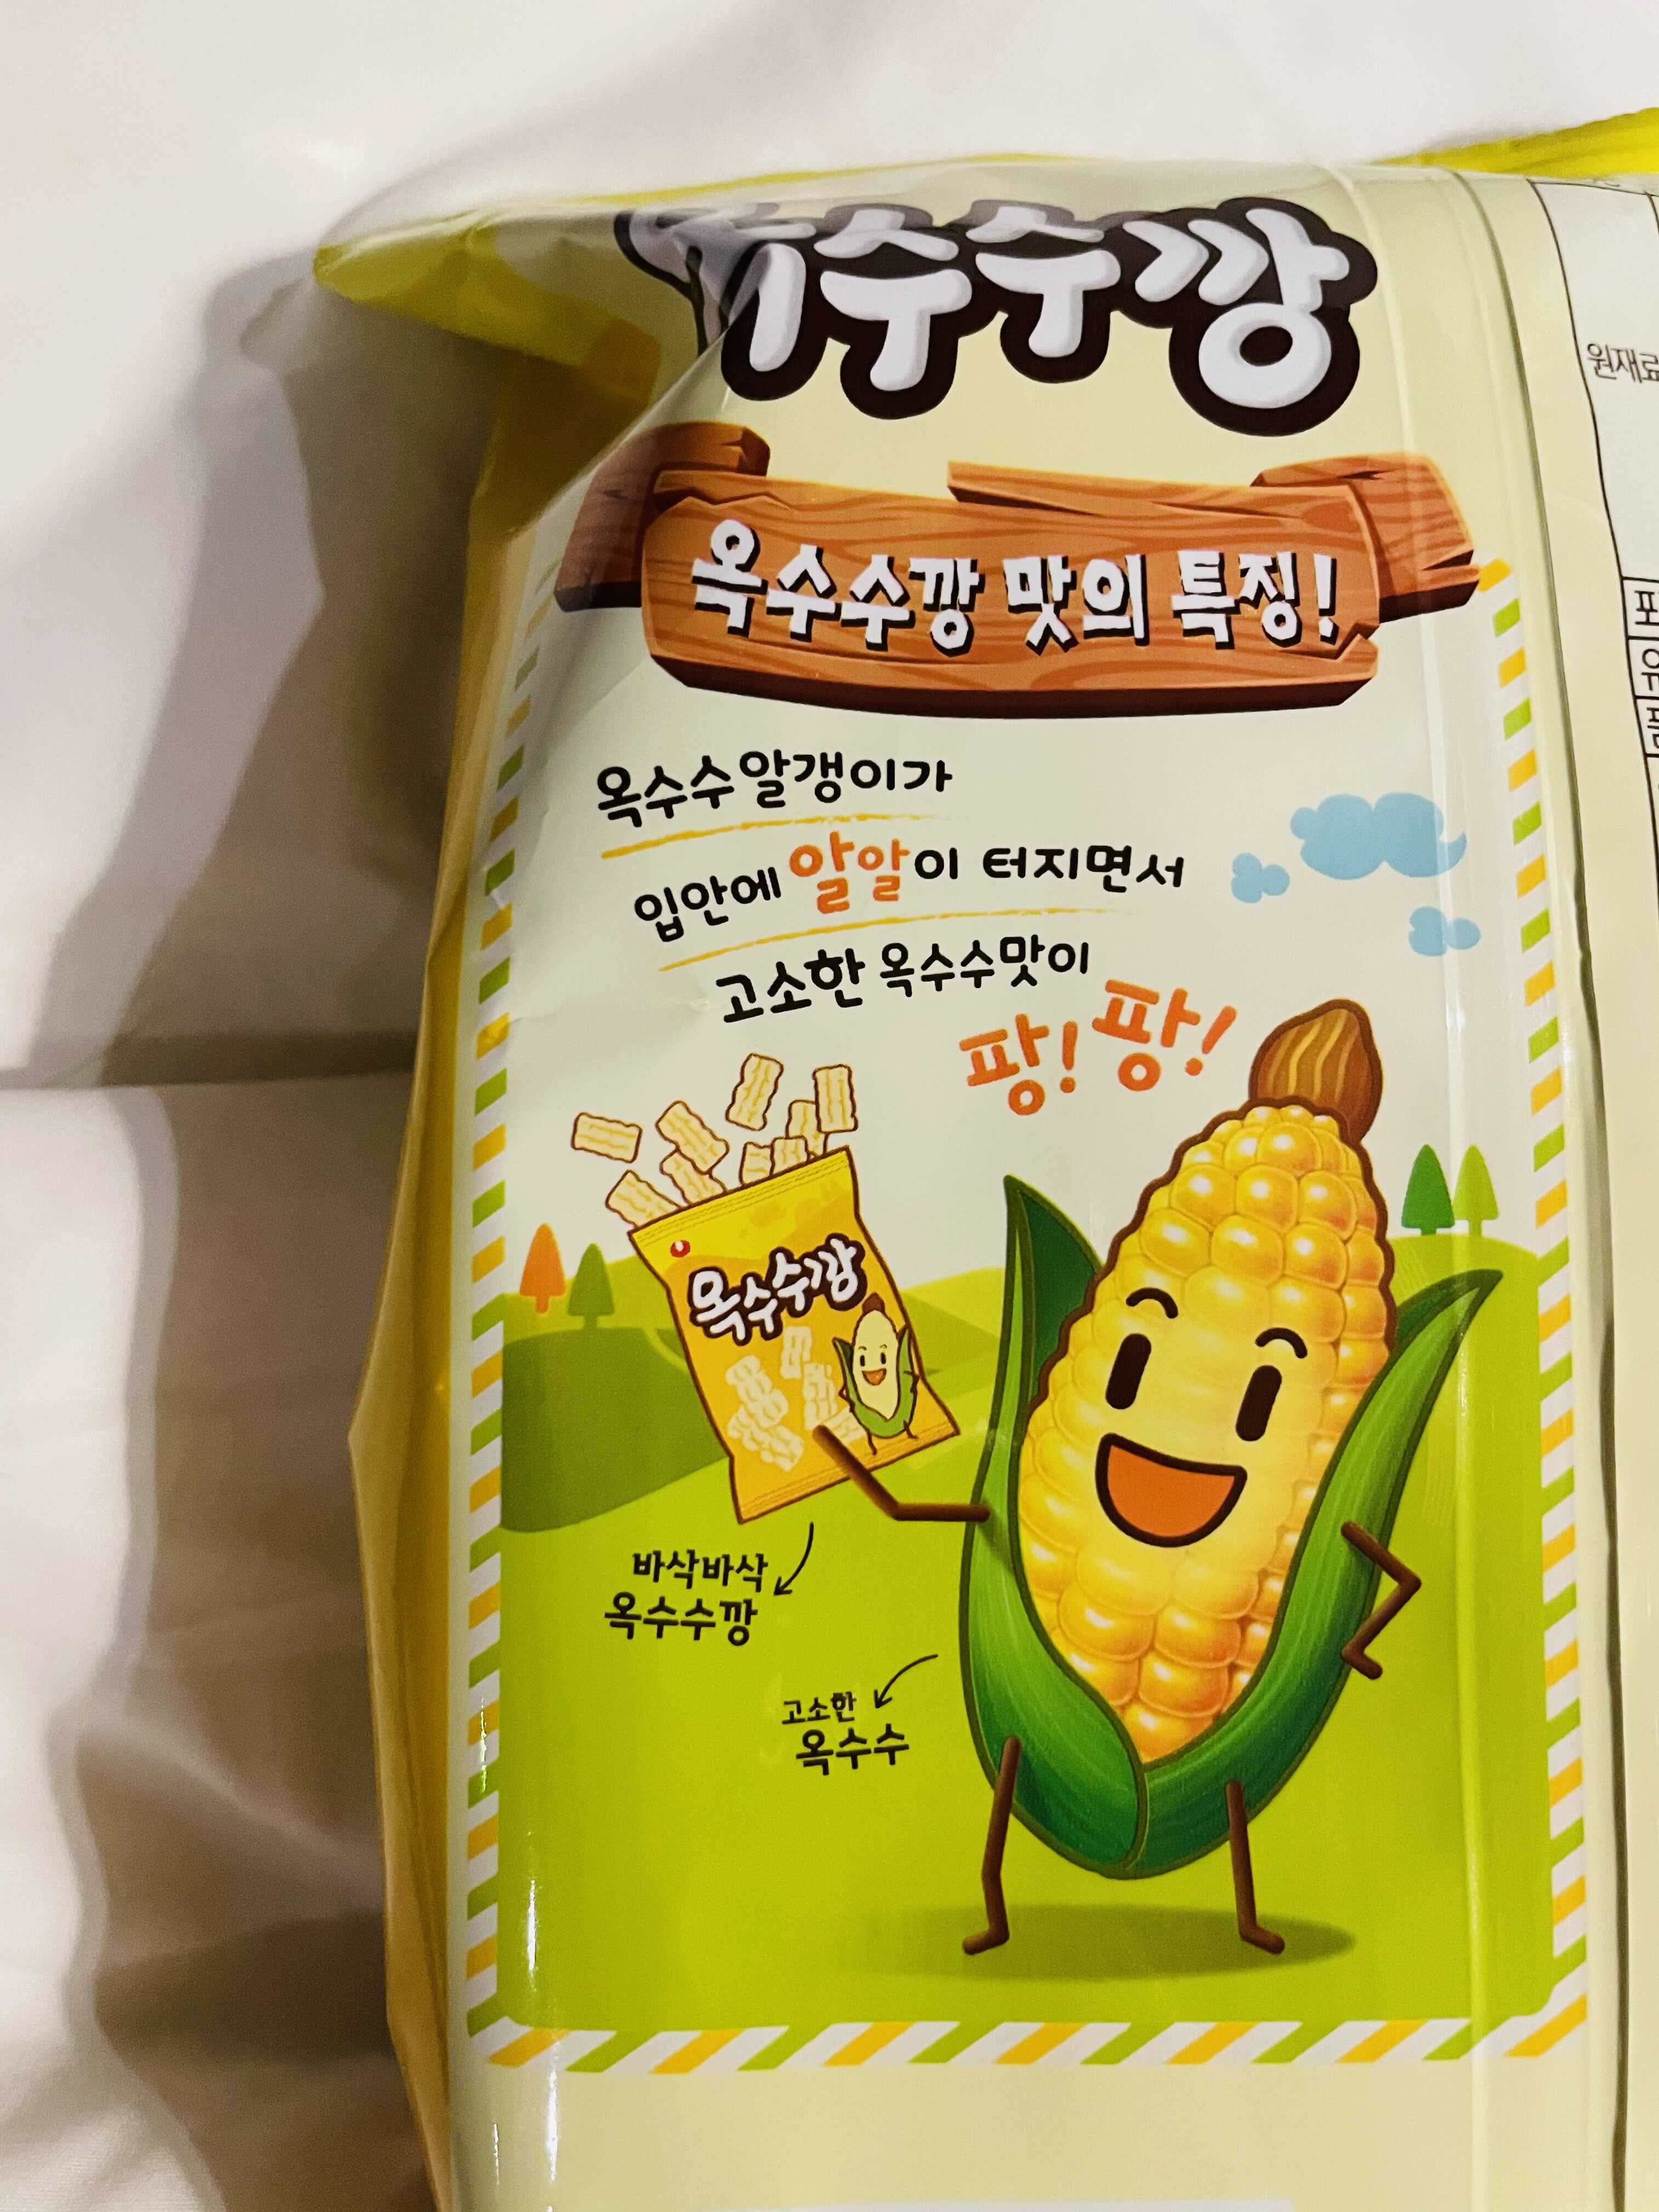 옥수수깡
옥수수깡 맛의 특징!
옥수수알갱이가
입안에 알알이 터지면서
고소한 옥수수맛이
팡! 팡!
옥수수깡
바삭바삭
옥수수깡
고소한
옥수수
원재료